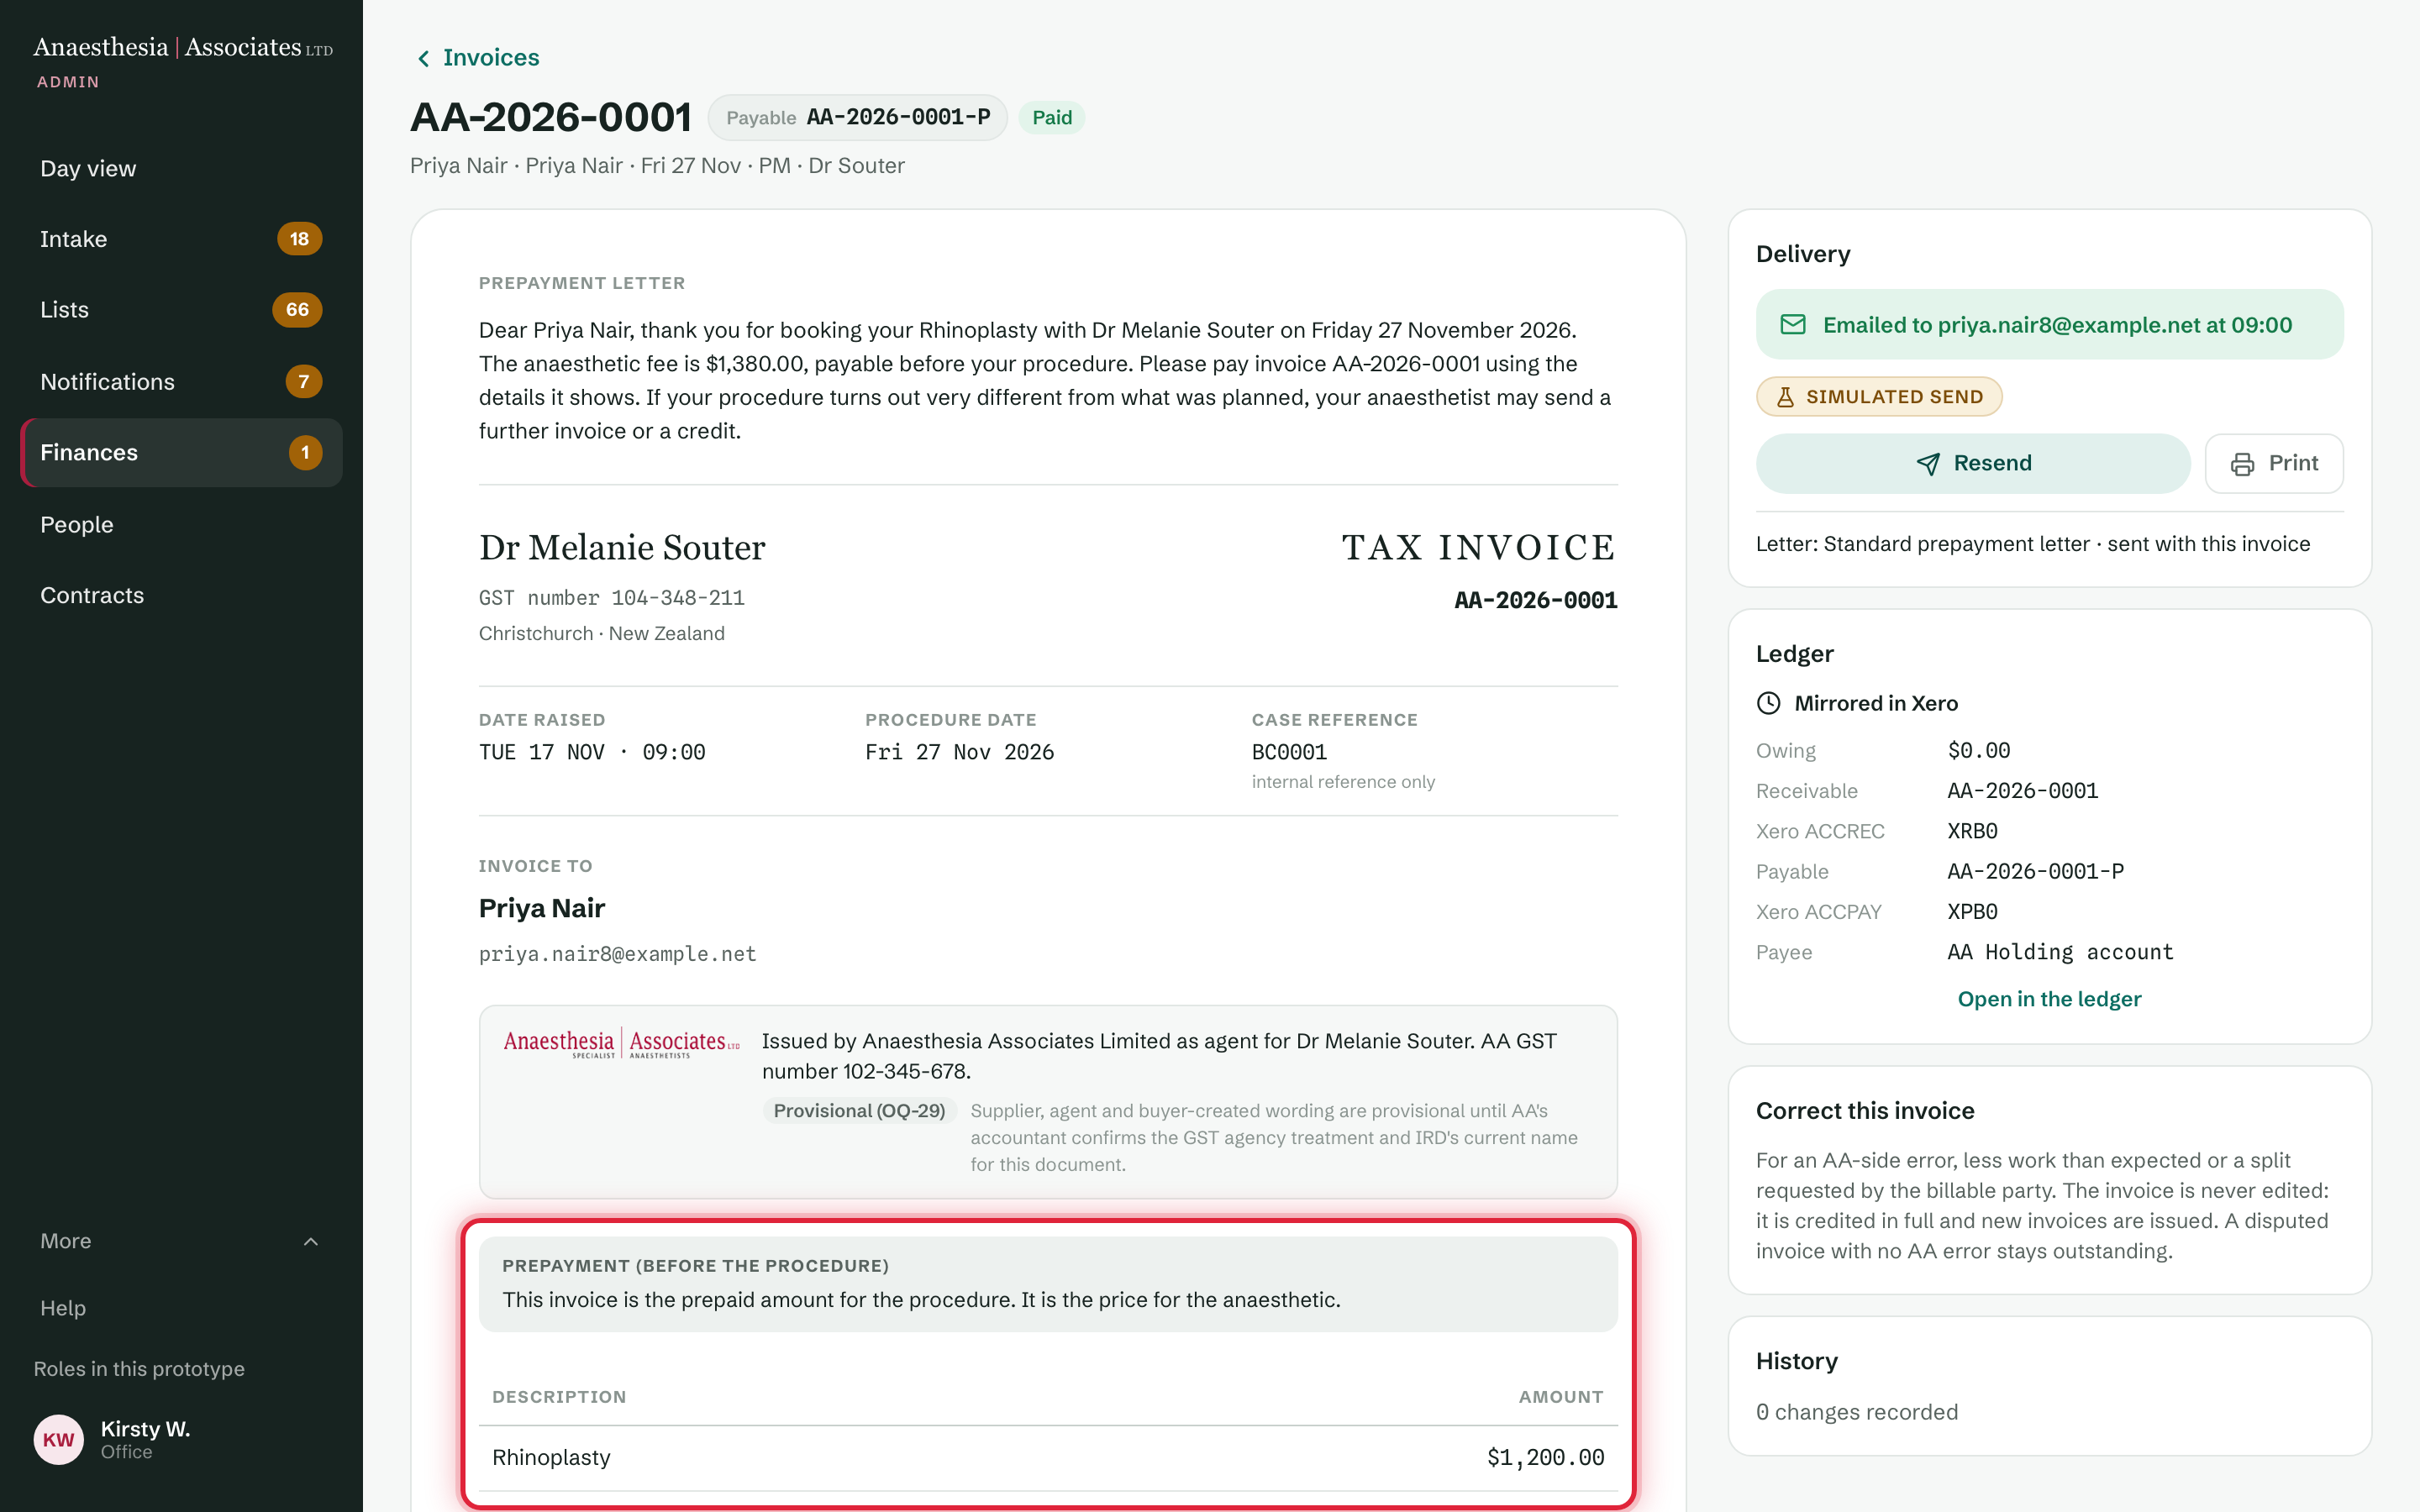 Anaesthesia | Associates LTD
ADMIN
Day view
Intake 18
Lists 66
Notifications 7
Finances 1
People
Contracts
More
Help
Roles in this prototype
KW
Kirsty W.
Office
Invoices
AA-2026-0001 Payable AA-2026-0001-P Paid
Priya Nair · Priya Nair · Fri 27 Nov · PM · Dr Souter
PREPAYMENT LETTER
Dear Priya Nair, thank you for booking your Rhinoplasty with Dr Melanie Souter on Friday 27 November 2026.
The anaesthetic fee is $1,380.00, payable before your procedure. Please pay invoice AA-2026-0001 using the
details it shows. If your procedure turns out very different from what was planned, your anaesthetist may send a
further invoice or a credit.
Dr Melanie Souter
GST number 104-348-211
Christchurch · New Zealand
TAX INVOICE
AA-2026-0001
DATE RAISED
TUE 17 NOV · 09:00
PROCEDURE DATE
Fri 27 Nov 2026
CASE REFERENCE
BC0001
internal reference only
INVOICE TO
Priya Nair
priya.nair8@example.net
Anaesthesia | Associates LTD
SPECIALIST ANAESTHETISTS
Issued by Anaesthesia Associates Limited as agent for Dr Melanie Souter. AA GST
number 102-345-678.
Provisional (OQ-29)
Supplier, agent and buyer-created wording are provisional until AA's
accountant confirms the GST agency treatment and IRD's current name
for this document.
PREPAYMENT (BEFORE THE PROCEDURE)
This invoice is the prepaid amount for the procedure. It is the price for the anaesthetic.
DESCRIPTION AMOUNT
Rhinoplasty $1,200.00
Delivery
Emailed to priya.nair8@example.net at 09:00
SIMULATED SEND
Resend
Print
Letter: Standard prepayment letter · sent with this invoice
Ledger
Mirrored in Xero
Owing $0.00
Receivable AA-2026-0001
Xero ACCREC XRB0
Payable AA-2026-0001-P
Xero ACCPAY XPB0
Payee AA Holding account
Open in the ledger
Correct this invoice
For an AA-side error, less work than expected or a split
requested by the billable party. The invoice is never edited:
it is credited in full and new invoices are issued. A disputed
invoice with no AA error stays outstanding.
History
0 changes recorded